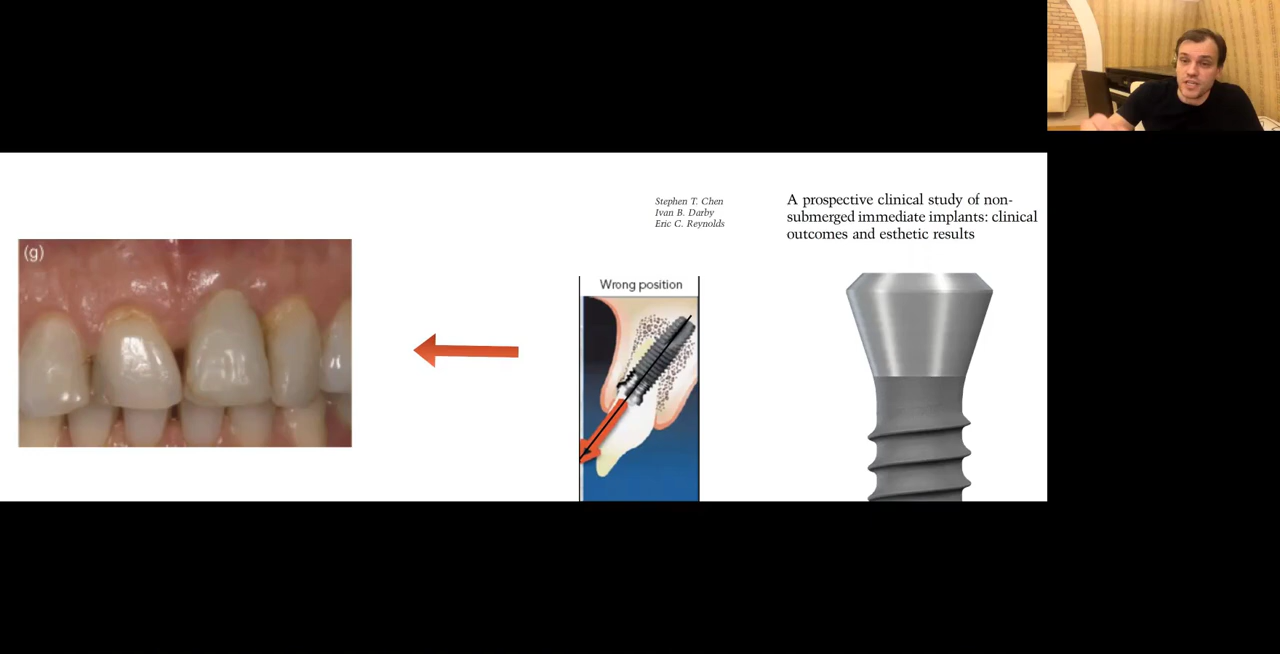 Stephen T. Chen
Ivan B. Darby
Eric C. Reynolds
A prospective clinical study of non-
submerged immediate implants: clinical
outcomes and esthetic results
(g)
Wrong position